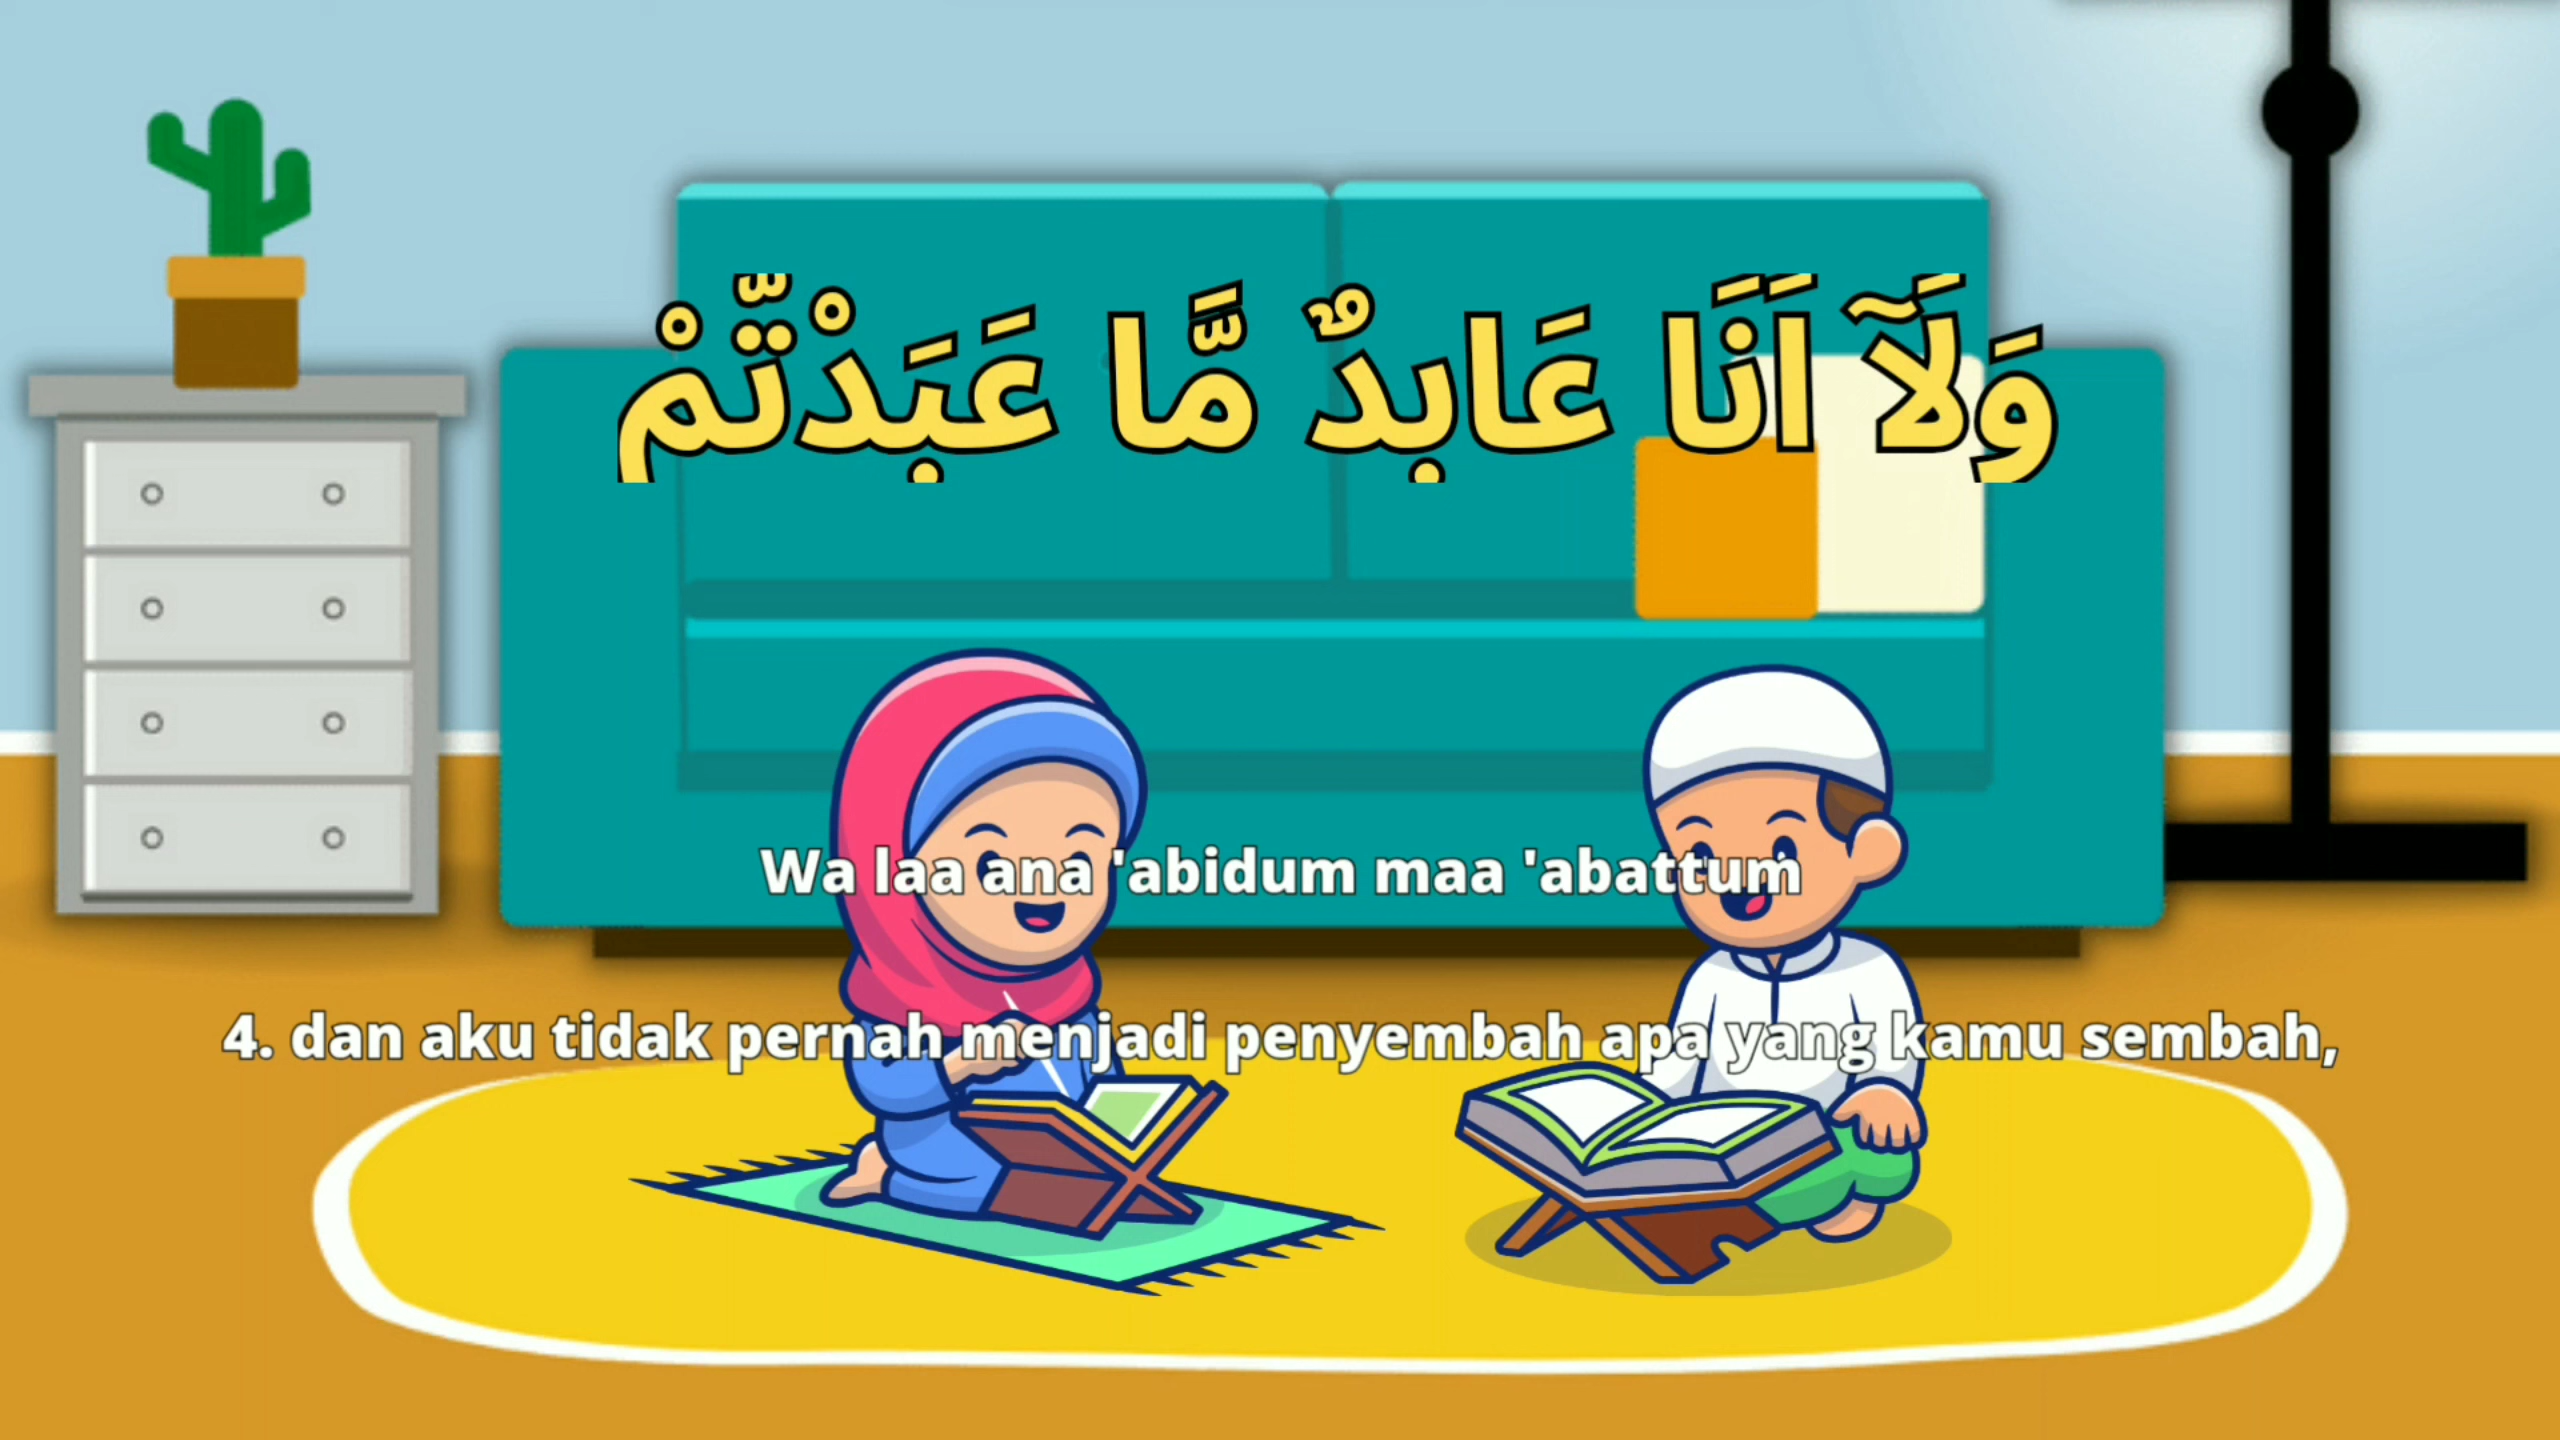 وَلَآ اَنَا۠ عَابِدٌ مَّا عَبَدْتُّمْ
Wa laa ana 'abidum maa 'abattum
4. dan aku tidak pernah menjadi penyembah apa yang kamu sembah,